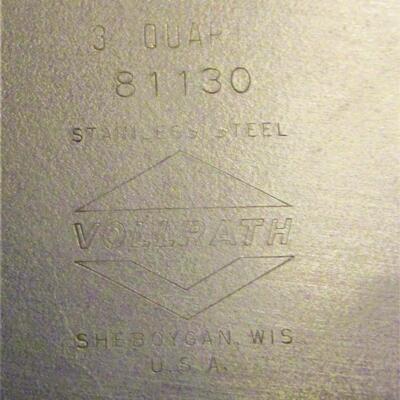 3 QUART
81130
STAINLESS STEEL
VOLLRATH
SHEBOYGAN, WIS.
U.S.A.